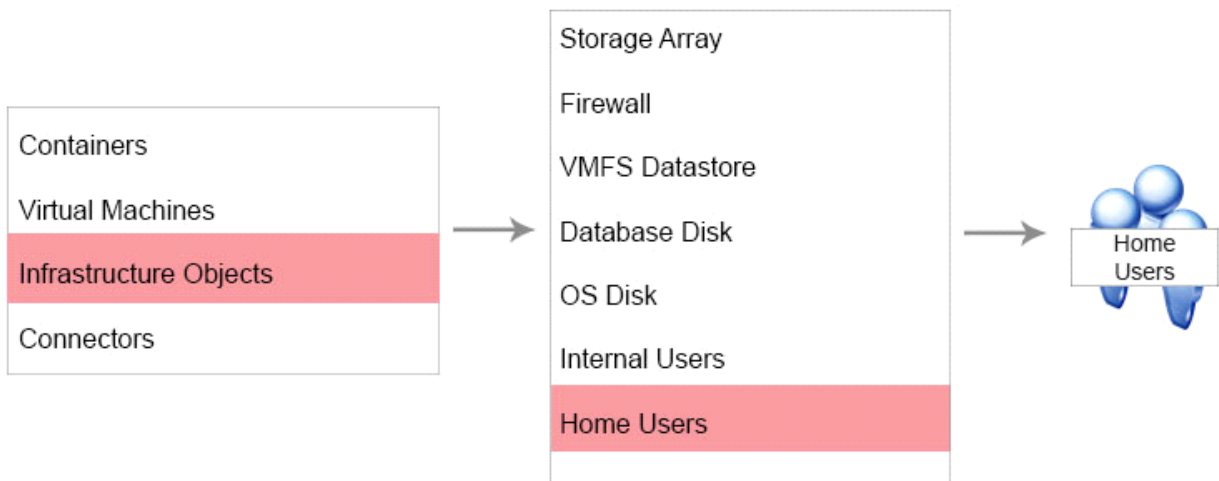 Containers
Virtual Machines
Infrastructure Objects
Connectors
Storage Array
Firewall
VMFS Datastore
Database Disk
OS Disk
Internal Users
Home Users
Home
Users